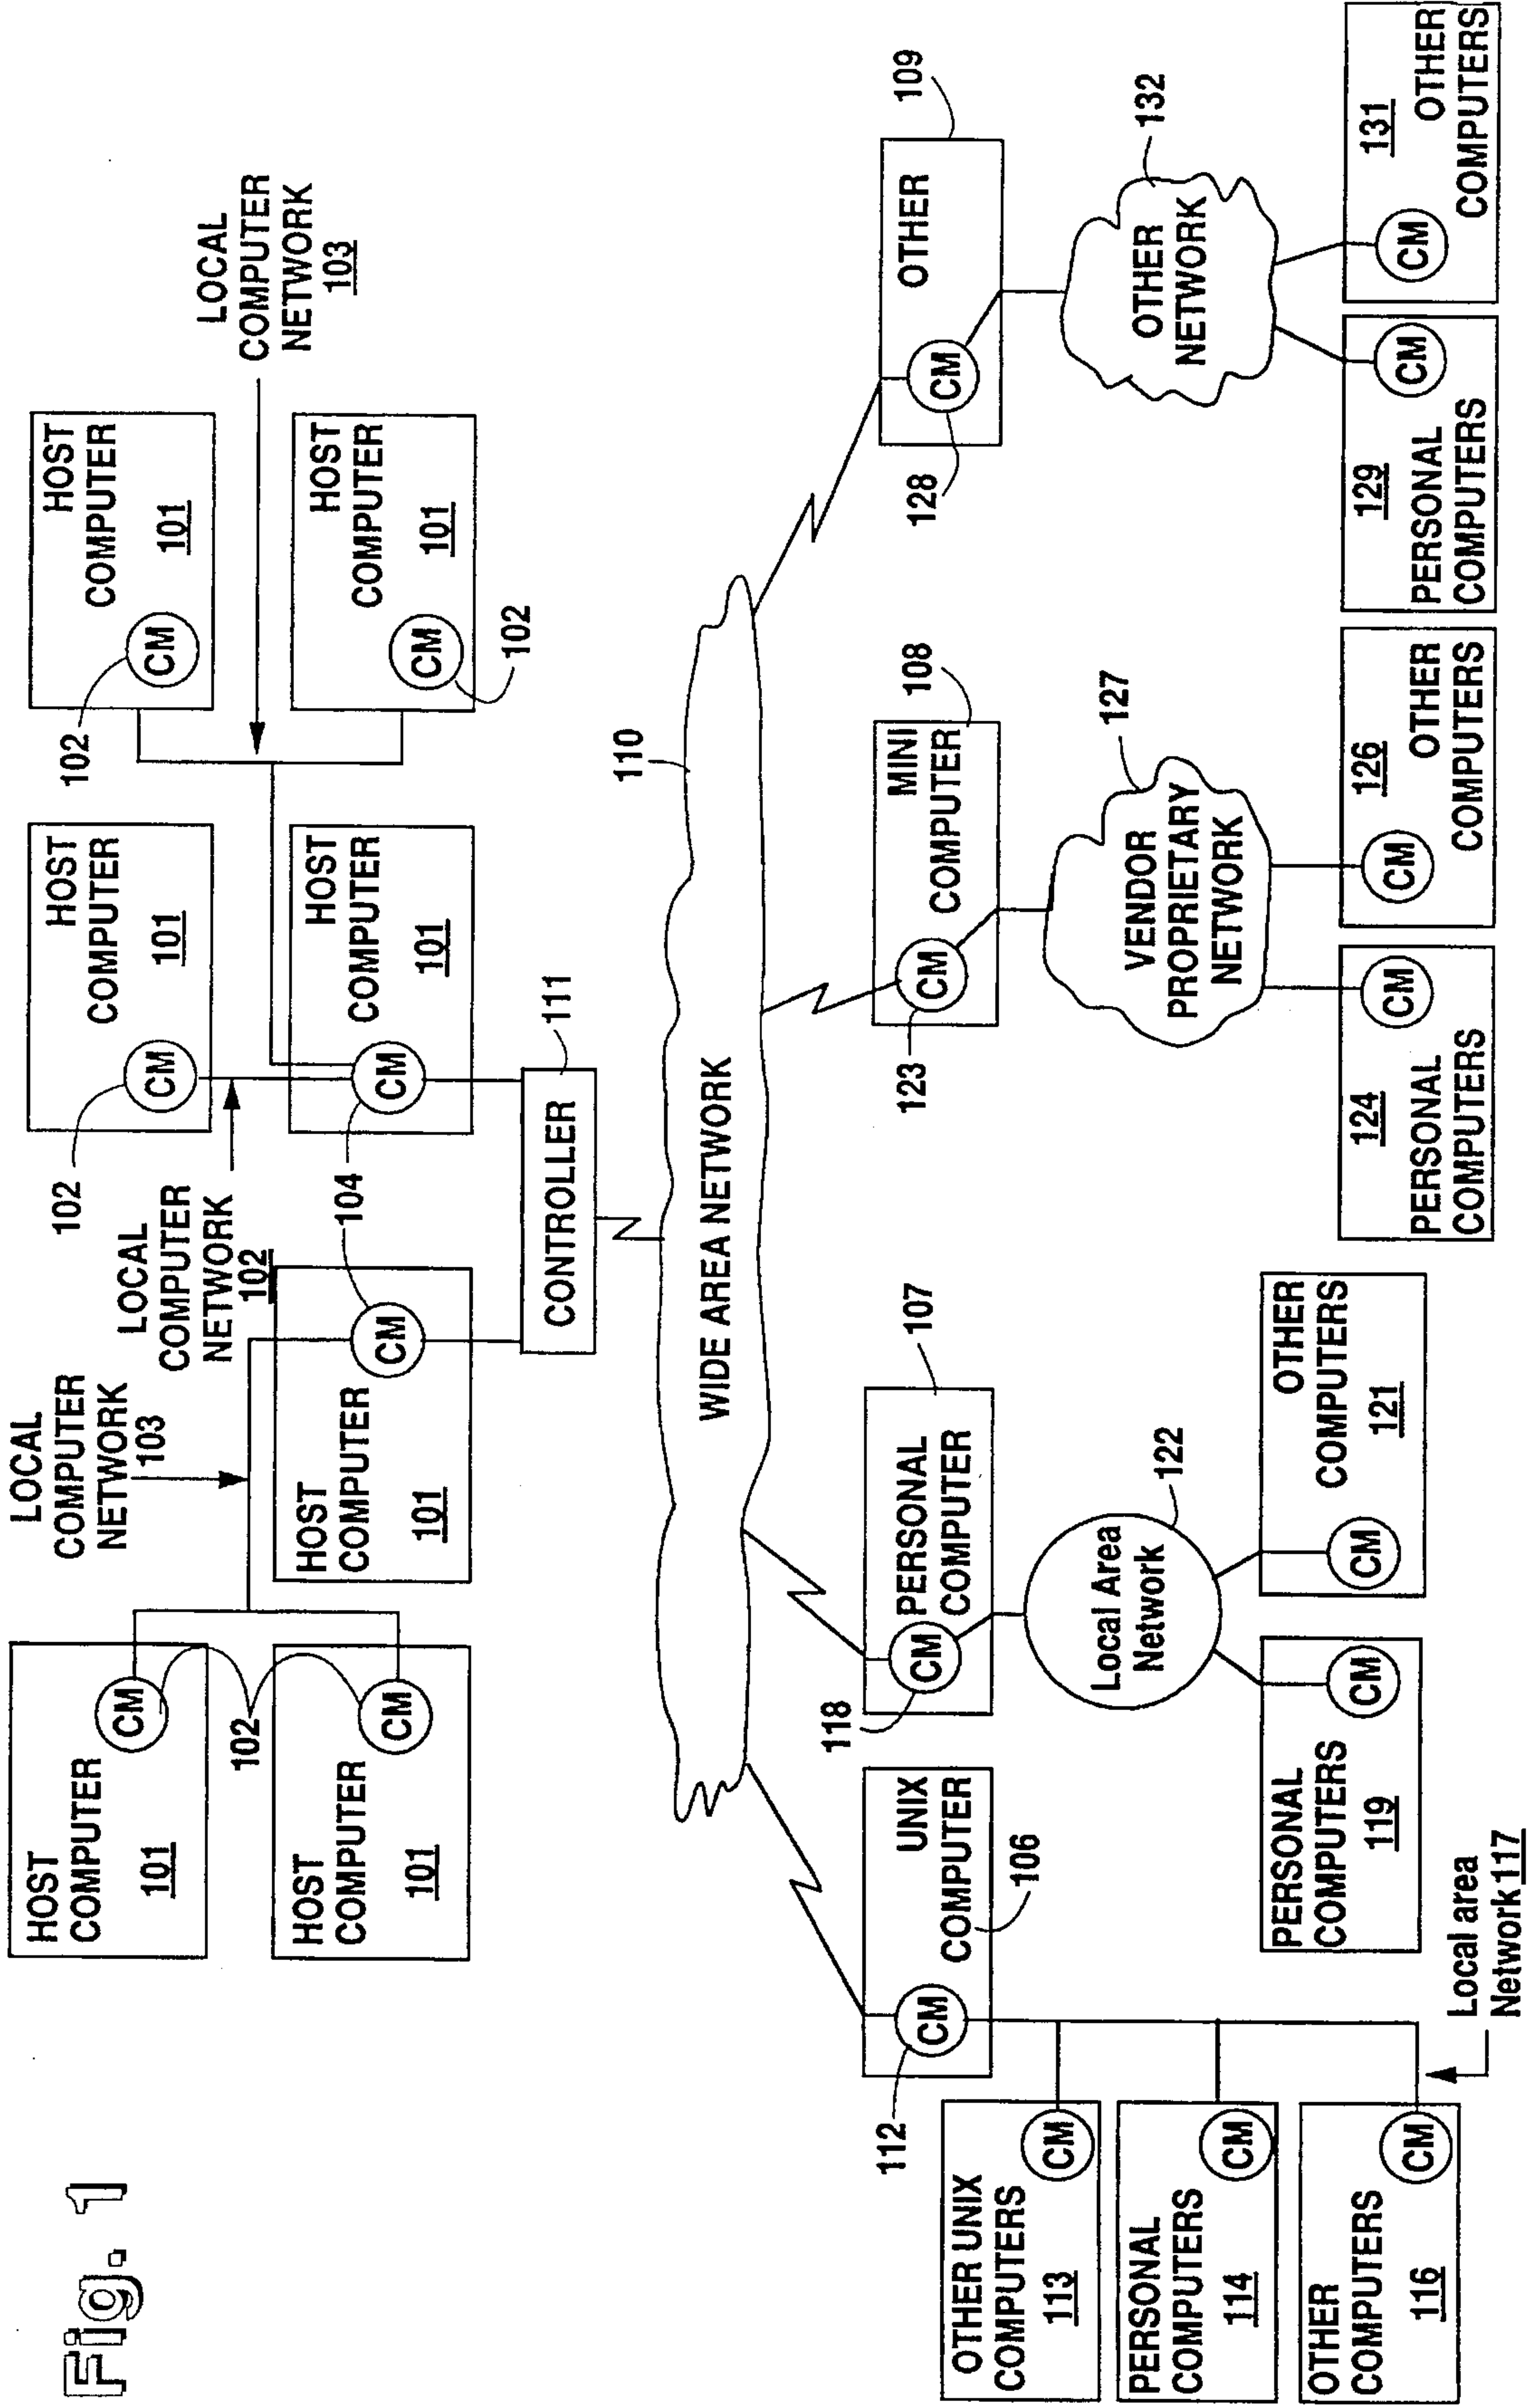 Fig. 1
HOST
COMPUTER
101
CM
HOST
COMPUTER
101
CM
102
LOCAL
COMPUTER
NETWORK
103
HOST
COMPUTER
101
CM
104
LOCAL
COMPUTER
NETWORK
102
102
CM
HOST
COMPUTER
101
CM
HOST
COMPUTER
101
102
CM
HOST
COMPUTER
101
CM
HOST
COMPUTER
101
102
LOCAL
COMPUTER
NETWORK
103
CONTROLLER
111
WIDE AREA NETWORK
110
112
CM
UNIX
COMPUTER
106
118
CM
PERSONAL
COMPUTER
107
123
CM
MINI
COMPUTER
108
128
CM
OTHER
109
OTHER UNIX
COMPUTERS
113
CM
PERSONAL
COMPUTERS
114
CM
OTHER
COMPUTERS
116
CM
Local area
Network 117
Local Area
Network
122
PERSONAL
COMPUTERS
119
CM
CM
OTHER
COMPUTERS
121
VENDOR
PROPRIETARY
NETWORK
127
124
PERSONAL
COMPUTERS
CM
CM
126
OTHER
COMPUTERS
OTHER
NETWORK
132
129
PERSONAL
COMPUTERS
CM
CM
131
OTHER
COMPUTERS